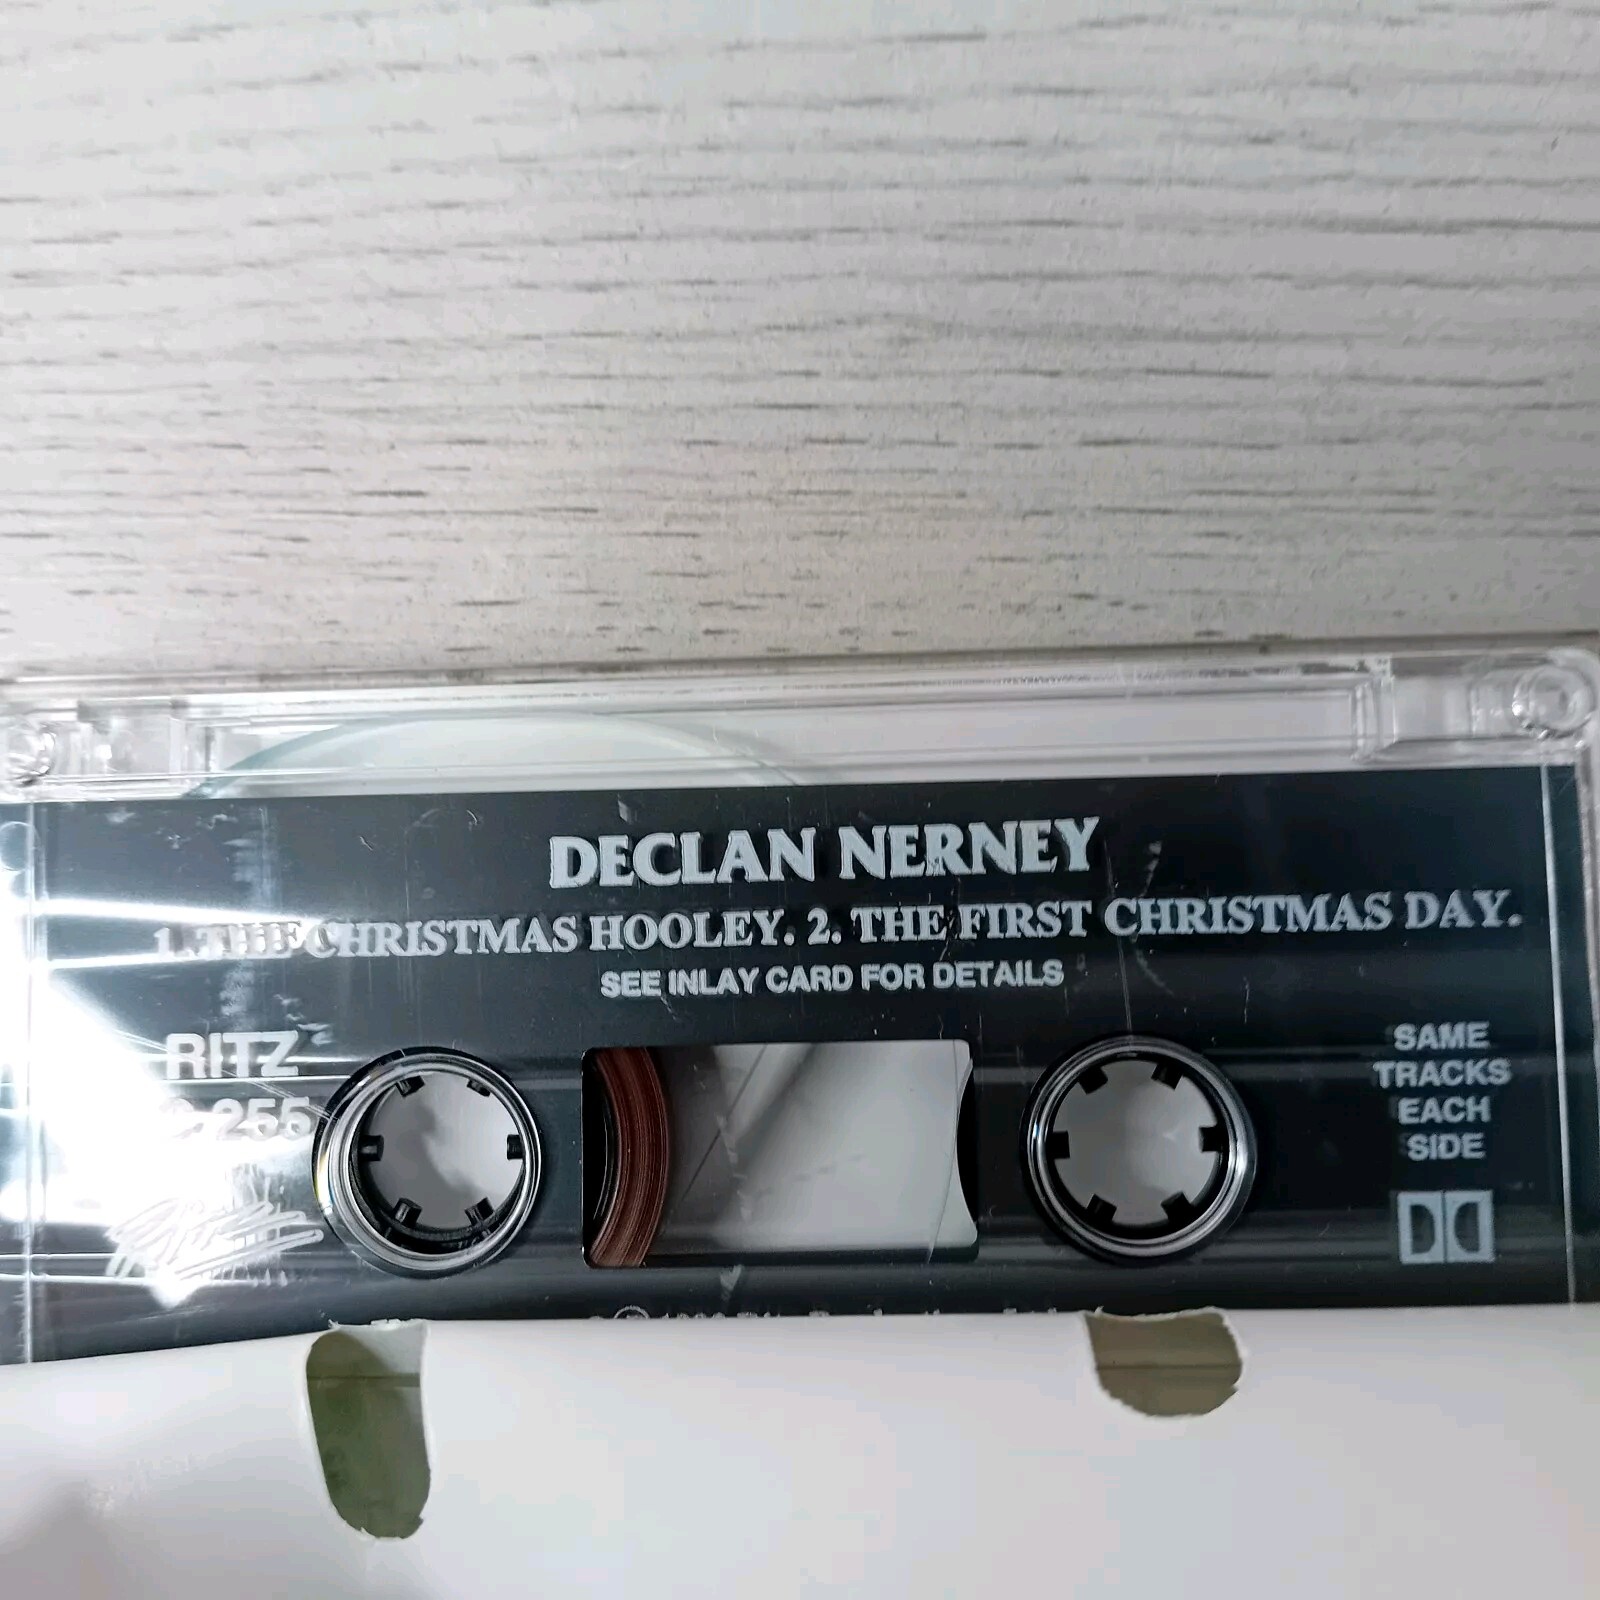 DECLAN NERNEY
1. THE CHRISTMAS HOOLEY. 2. THE FIRST CHRISTMAS DAY.
SEE INLAY CARD FOR DETAILS
RITZ
255
SAME
TRACKS
EACH
SIDE